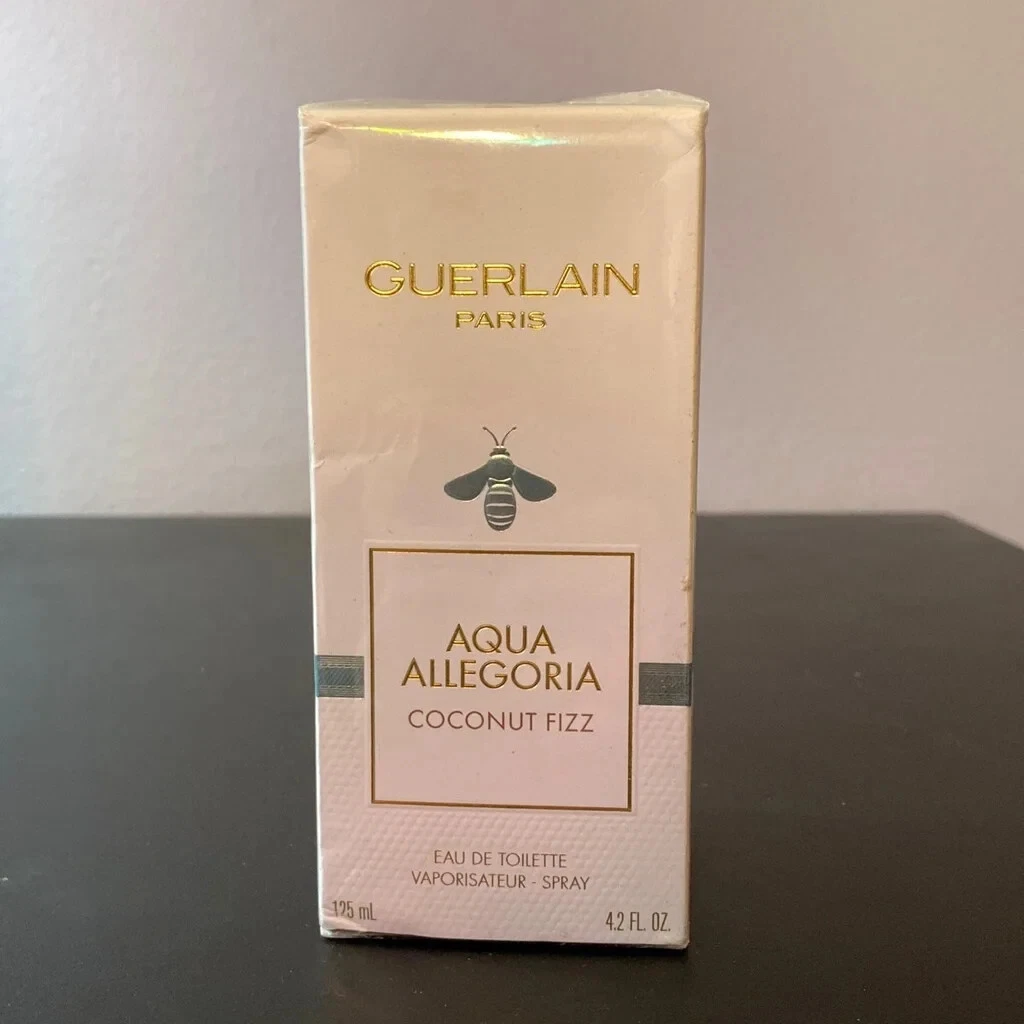 GUERLAIN
PARIS
AQUA
ALLEGORIA
COCONUT FIZZ
EAU DE TOILETTE
VAPORISATEUR - SPRAY
125 mL
4.2 FL. OZ.